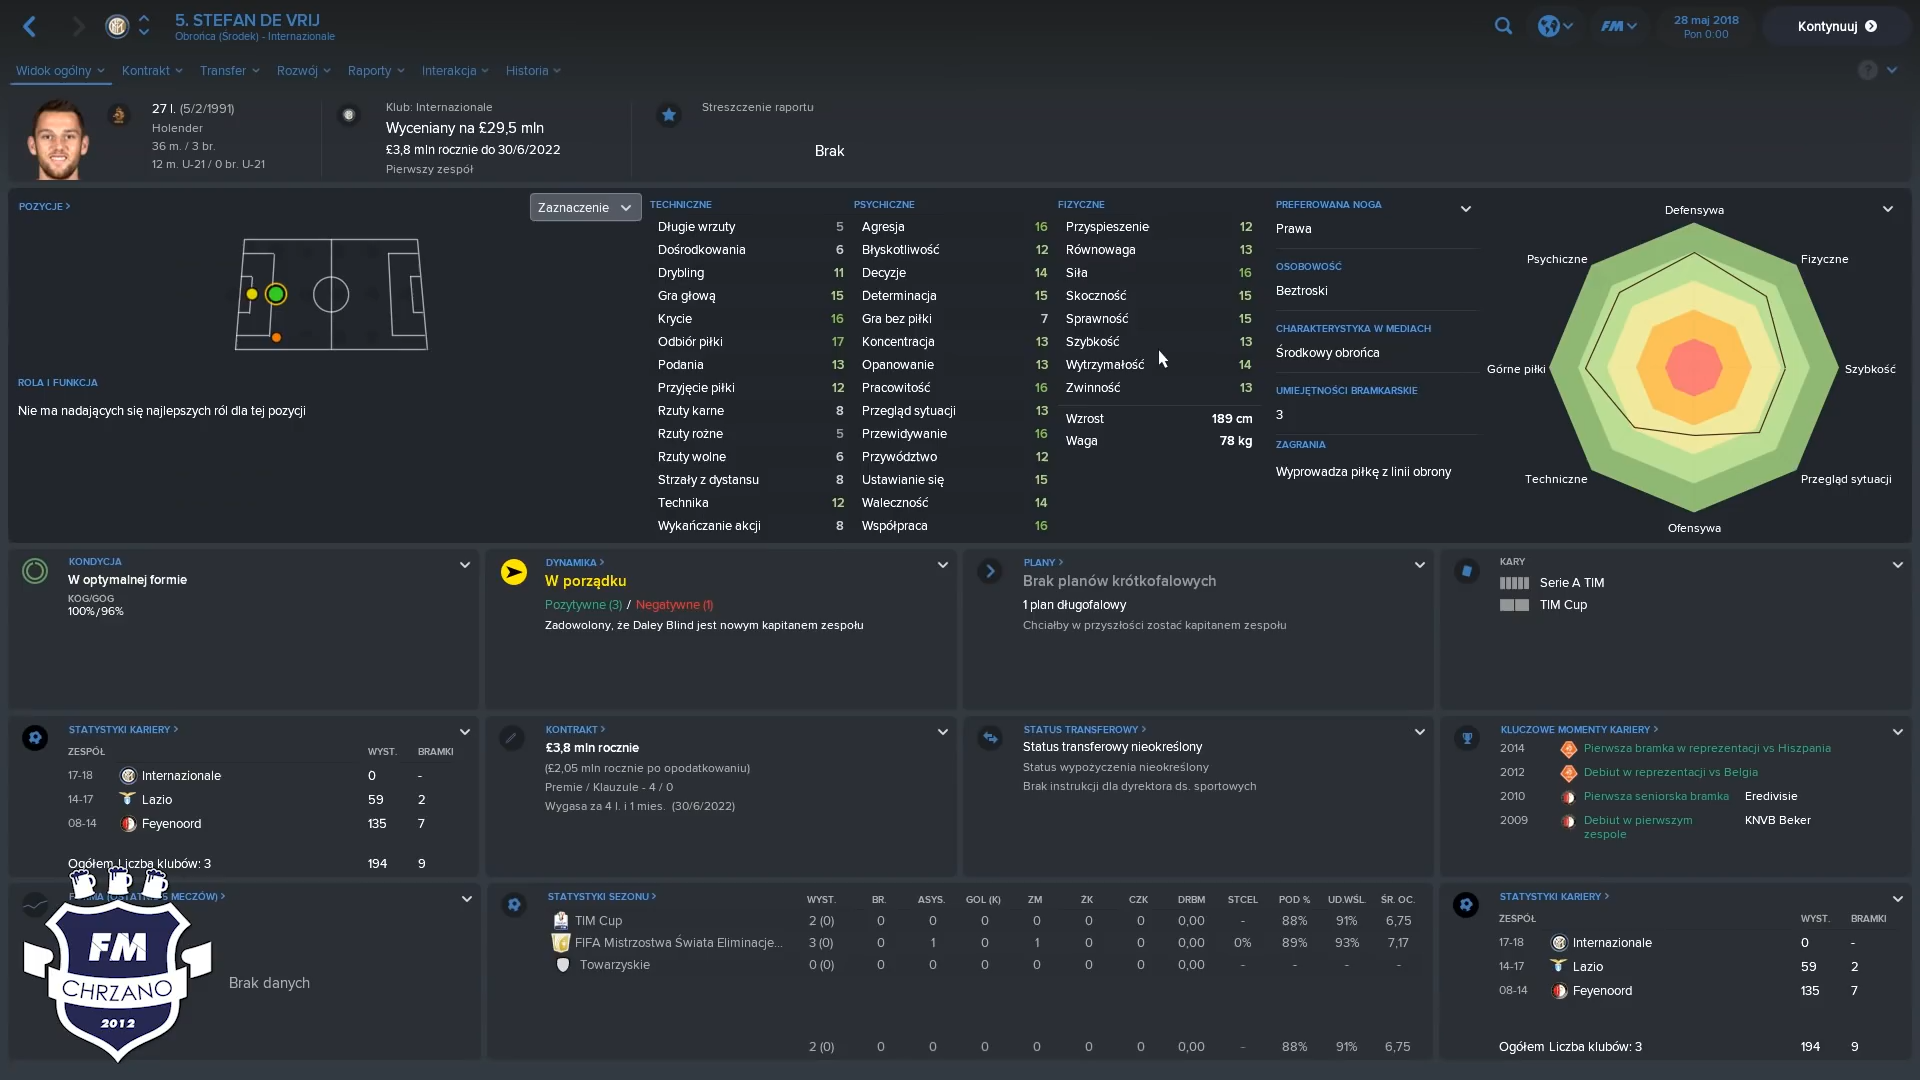 5. STEFAN DE VRIJ
Obrońca (Środek) - Internazionale
28 maj 2018
Pon 0:00
Kontynuuj
Widok ogólny
Kontrakt
Transfer
Rozwój
Raporty
Interakcja
Historia
27 l. (5/2/1991)
Holender
36 m. / 3 br.
12 m. U-21 / 0 br. U-21
Klub: Internazionale
Wyceniany na £29,5 mln
£3,8 mln rocznie do 30/6/2022
Pierwszy zespół
Streszczenie raportu
Brak
POZYCJE >
Zaznaczenie
ROLA I FUNKCJA
Nie ma nadających się najlepszych ról dla tej pozycji
TECHNICZNE
Długie wrzuty 5
Dośrodkowania 6
Drybling 11
Gra głową 15
Krycie 16
Odbiór piłki 17
Podania 13
Przyjęcie piłki 12
Rzuty karne 8
Rzuty rożne 5
Rzuty wolne 6
Strzały z dystansu 8
Technika 12
Wykańczanie akcji 8
PSYCHICZNE
Agresja 16
Błyskotliwość 12
Decyzje 14
Determinacja 15
Gra bez piłki 7
Koncentracja 13
Opanowanie 13
Pracowitość 16
Przegląd sytuacji 13
Przewidywanie 16
Przywództwo 12
Ustawianie się 15
Waleczność 14
Współpraca 16
FIZYCZNE
Przyspieszenie 12
Równowaga 13
Siła 16
Skoczność 15
Sprawność 15
Szybkość 13
Wytrzymałość 14
Zwinność 13
Wzrost 189 cm
Waga 78 kg
PREFEROWANA NOGA
Prawa
OSOBOWOŚĆ
Beztroski
CHARAKTERYSTYKA W MEDIACH
Środkowy obrońca
UMIEJĘTNOŚCI BRAMKARSKIE
3
ZAGRANIA
Wyprowadza piłkę z linii obrony
Defensywa
Psychiczne
Fizyczne
Górne piłki
Szybkość
Techniczne
Przegląd sytuacji
Ofensywa
KONDYCJA
W optymalnej formie
KOG/GOG
100%/96%
DYNAMIKA >
W porządku
Pozytywne (3) / Negatywne (1)
Zadowolony, że Daley Blind jest nowym kapitanem zespołu
PLANY >
Brak planów krótkofalowych
1 plan długofalowy
Chciałby w przyszłości zostać kapitanem zespołu
KARY
Serie A TIM
TIM Cup
STATYSTYKI KARIERY >
ZESPÓŁ WYST. BRAMKI
17-18 Internazionale 0 -
14-17 Lazio 59 2
08-14 Feyenoord 135 7
Ogółem Liczba klubów: 3 194 9
KONTRAKT >
£3,8 mln rocznie
(£2,05 mln rocznie po opodatkowaniu)
Premie / Klauzule - 4 / 0
Wygasa za 4 l. i 1 mies. (30/6/2022)
STATUS TRANSFEROWY >
Status transferowy nieokreślony
Status wypożyczenia nieokreślony
Brak instrukcji dla dyrektora ds. sportowych
KLUCZOWE MOMENTY KARIERY >
2014 Pierwsza bramka w reprezentacji vs Hiszpania
2012 Debiut w reprezentacji vs Belgia
2010 Pierwsza seniorska bramka Eredivisie
2009 Debiut w pierwszym zespole KNVB Beker
MECZÓW) >
Brak danych
FM
CHRZANO
2012
STATYSTYKI SEZONU >
WYST. BR. ASYS. GOL (K) ZM ŻK CZK DRBM STCEL POD % UD.WŚL. ŚR. OC.
TIM Cup 2 (0) 0 0 0 0 0 0 0,00 - 88% 91% 6,75
FIFA Mistrzostwa Świata Eliminacje... 3 (0) 0 1 0 1 0 0 0,00 0% 89% 93% 7,17
Towarzyskie 0 (0) 0 0 0 0 0 0 0,00 - - - -
2 (0) 0 0 0 0 0 0 0,00 - 88% 91% 6,75
STATYSTYKI KARIERY >
ZESPÓŁ WYST. BRAMKI
17-18 Internazionale 0 -
14-17 Lazio 59 2
08-14 Feyenoord 135 7
Ogółem Liczba klubów: 3 194 9